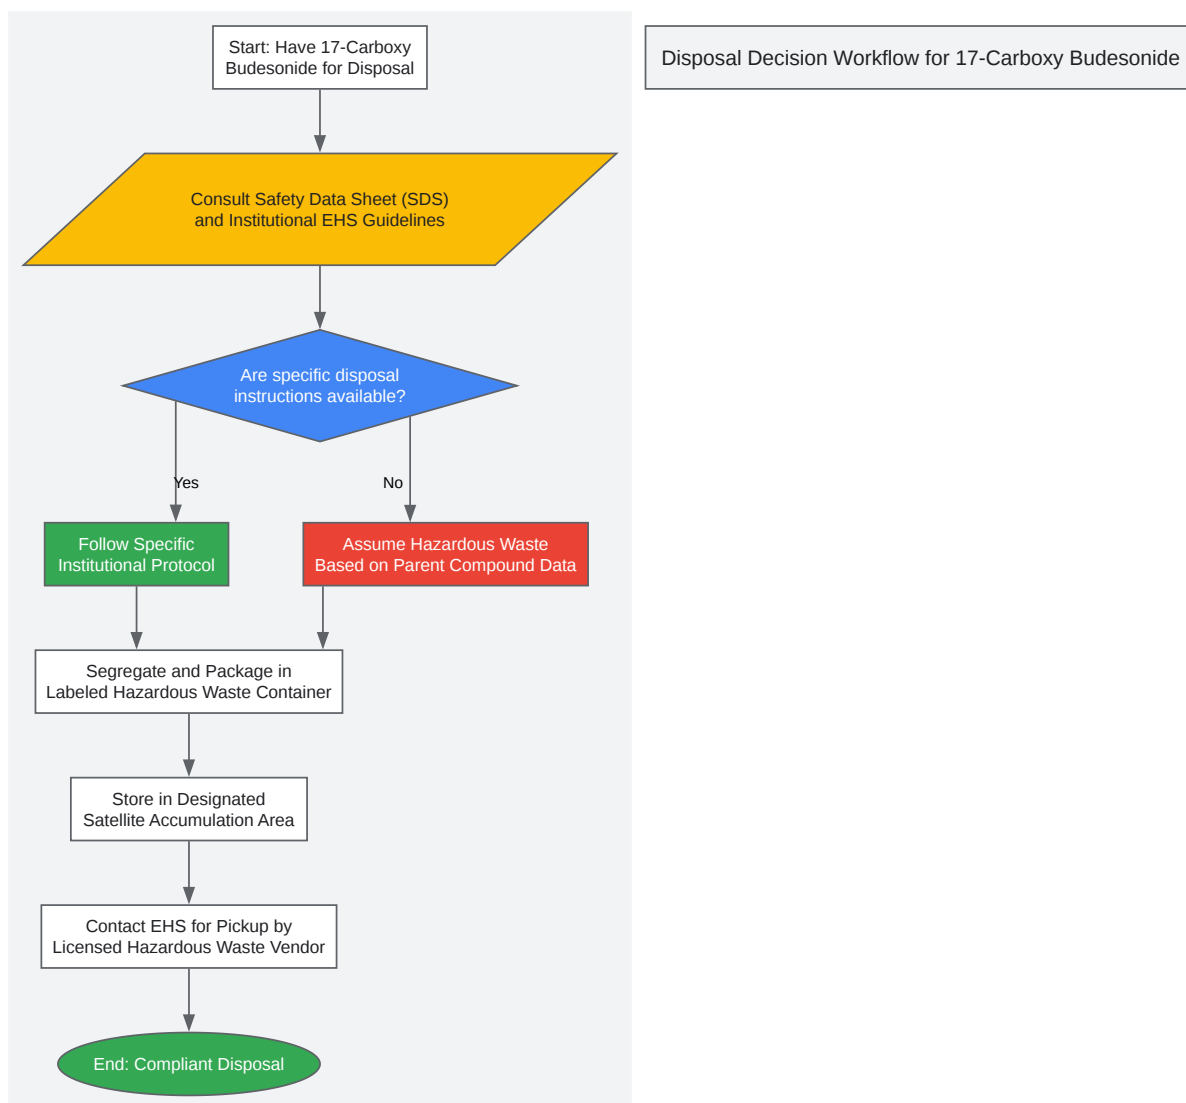 Start: Have 17-Carboxy
Budesonide for Disposal
Disposal Decision Workflow for 17-Carboxy Budesonide
Consult Safety Data Sheet (SDS)
and Institutional EHS Guidelines
Are specific disposal
instructions available?
Yes
No
Follow Specific
Institutional Protocol
Assume Hazardous Waste
Based on Parent Compound Data
Segregate and Package in
Labeled Hazardous Waste Container
Store in Designated
Satellite Accumulation Area
Contact EHS for Pickup by
Licensed Hazardous Waste Vendor
End: Compliant Disposal